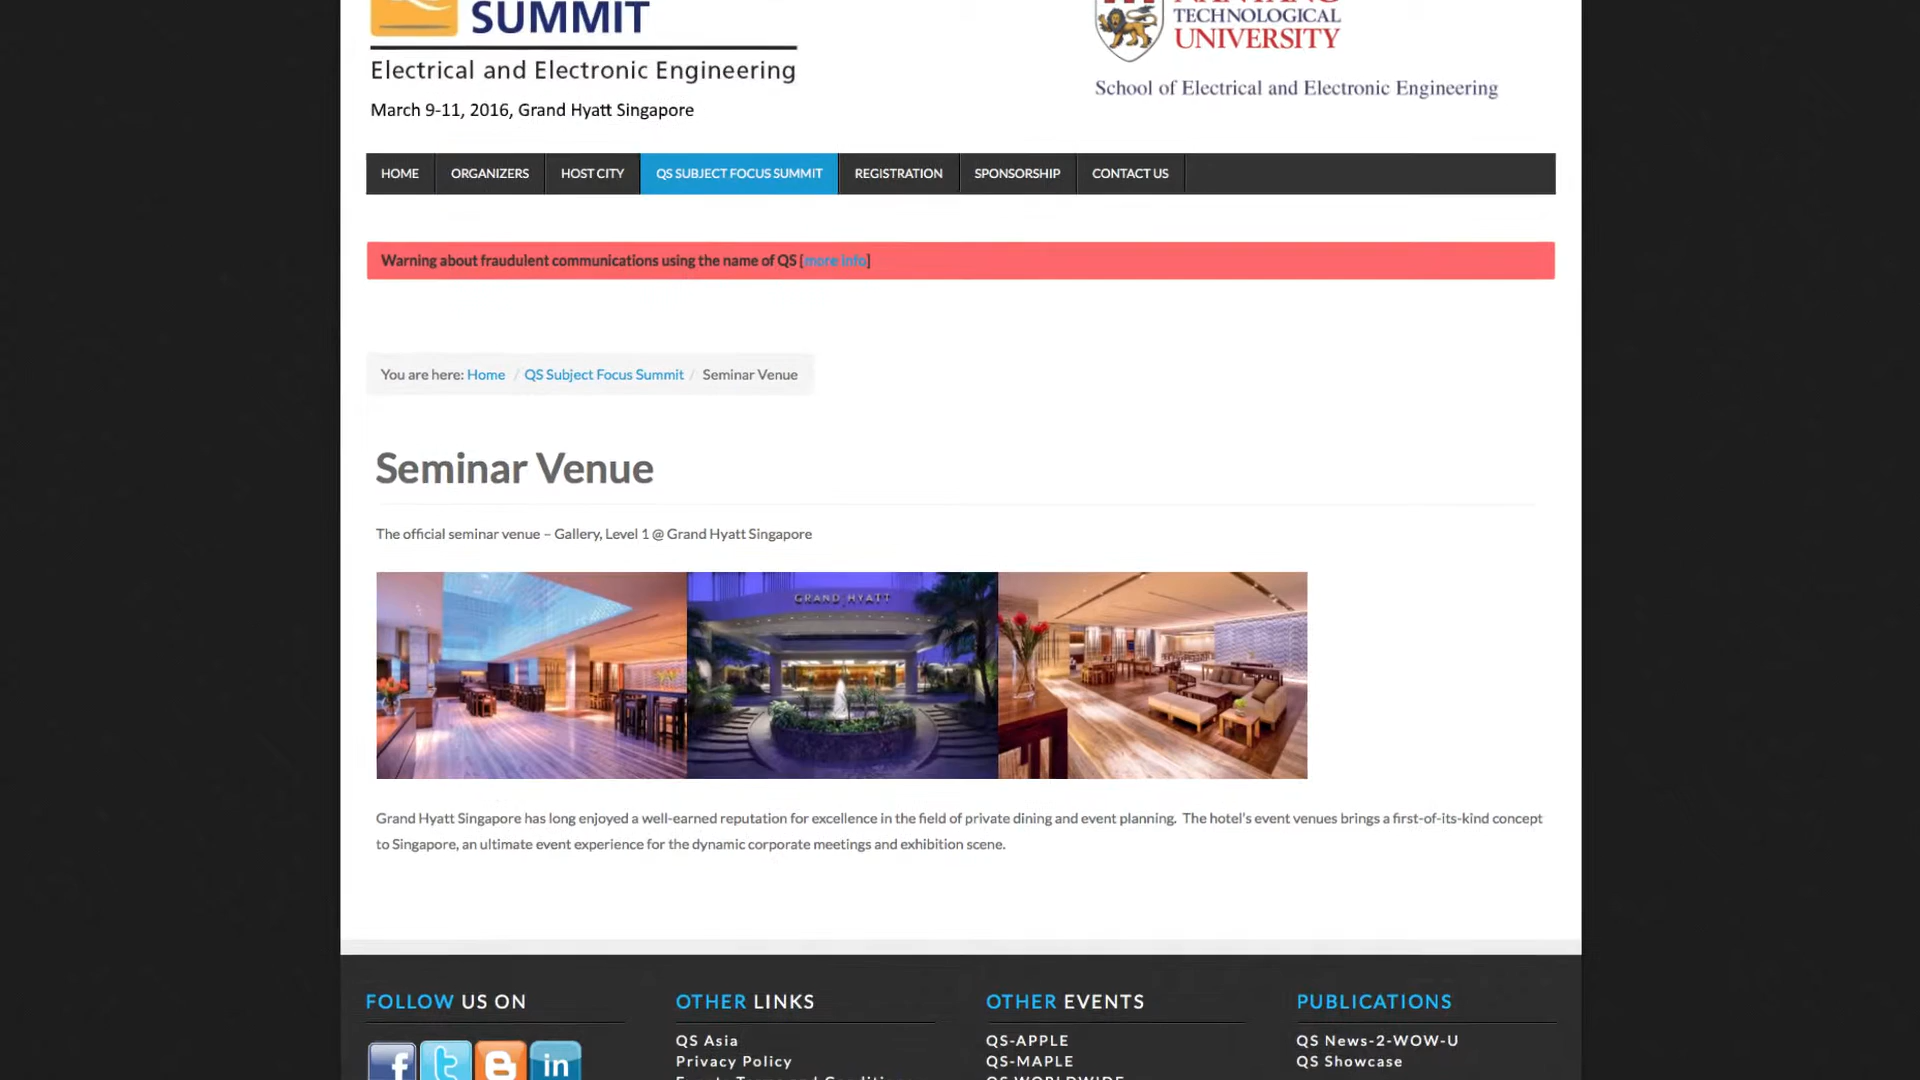 SUMMIT
TECHNOLOGICAL
UNIVERSITY
Electrical and Electronic Engineering
School of Electrical and Electronic Engineering
March 9-11, 2016, Grand Hyatt Singapore
HOME ORGANIZERS HOST CITY QS SUBJECT FOCUS SUMMIT REGISTRATION SPONSORSHIP CONTACT US
Warning about fraudulent communications using the name of QS [more info]
You are here: Home / QS Subject Focus Summit / Seminar Venue
Seminar Venue
The official seminar venue – Gallery, Level 1 @ Grand Hyatt Singapore
GRAND HYATT
Grand Hyatt Singapore has long enjoyed a well-earned reputation for excellence in the field of private dining and event planning. The hotel's event venues brings a first-of-its-kind concept
to Singapore, an ultimate event experience for the dynamic corporate meetings and exhibition scene.
FOLLOW US ON
OTHER LINKS
QS Asia
Privacy Policy
OTHER EVENTS
QS-APPLE
QS-MAPLE
QS-WORLDWIDE
PUBLICATIONS
QS News-2-WOW-U
QS Showcase